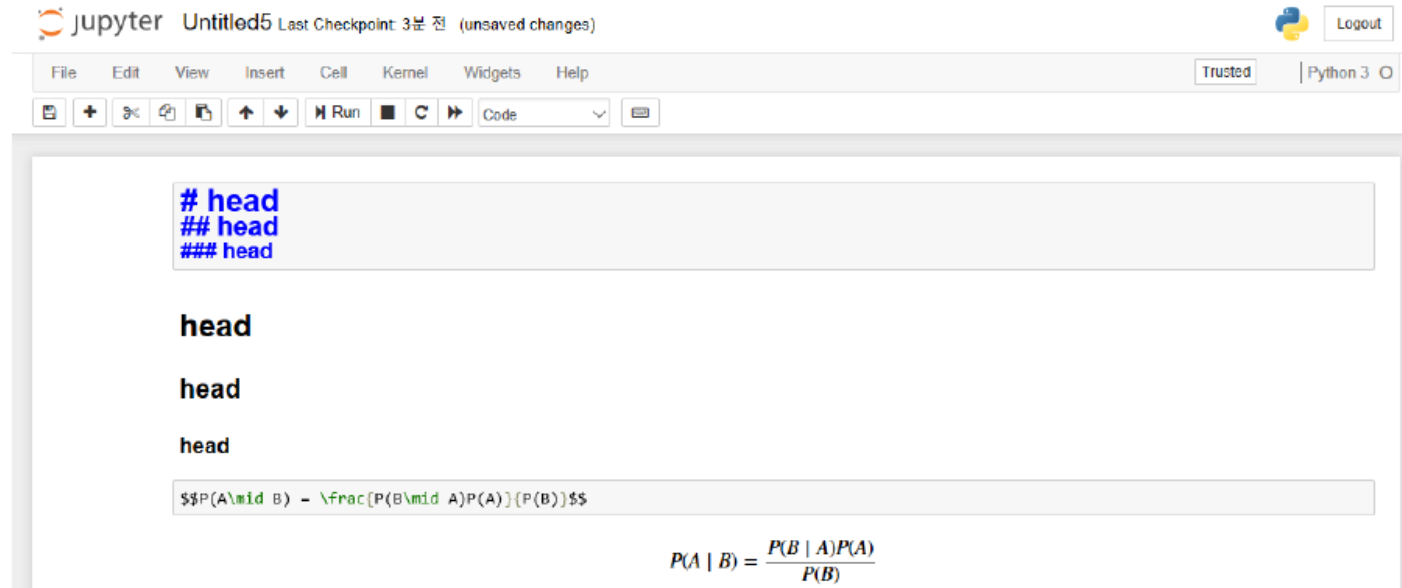 jupyter Untitled5 Last Checkpoint: 3분 전 (unsaved changes) Logout
File Edit View Insert Cell Kernel Widgets Help Trusted Python 3
Run Code
# head
## head
### head
head
head
head
$$P(A\mid B) = \frac{P(B\mid A)P(A)}{P(B)}$$
P(A | B) = P(B | A)P(A) / P(B)